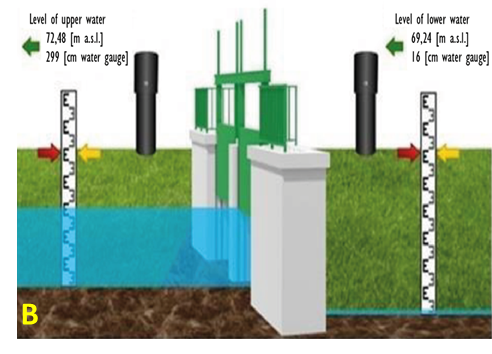 Level of upper water
72,48 [m a.s.l.]
299 [cm water gauge]
Level of lower water
69,24 [m a.s.l.]
16 [cm water gauge]
B